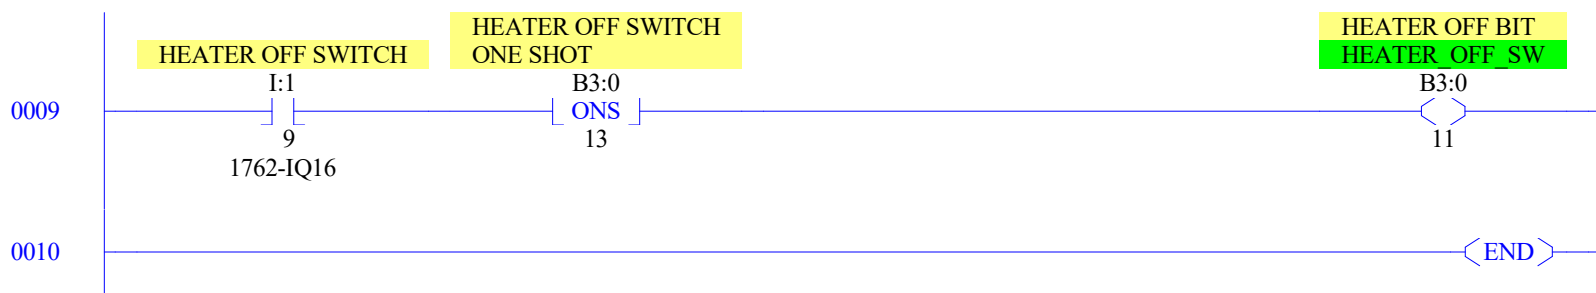 HEATER OFF SWITCH HEATER OFF BIT
HEATER OFF SWITCH ONE SHOT HEATER_OFF_SW
I:1 B3:0 B3:0
0009 ONS
9 13 11
1762-IQ16
0010 END